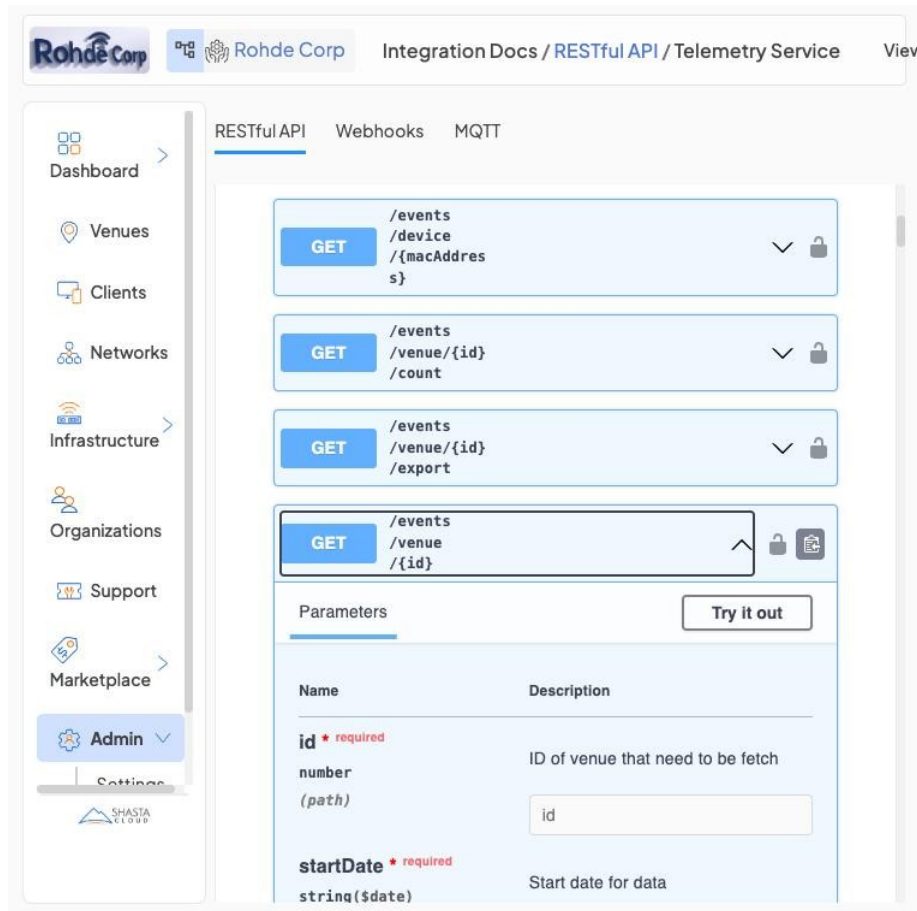 Rohde Corp
Rohde Corp
Integration Docs / RESTful API / Telemetry Service
View
Dashboard
Venues
Clients
Networks
Infrastructure
Organizations
Support
Marketplace
Admin
Settings
SHASTA
CLOUD
RESTful API
Webhooks
MQTT
GET
/events
/device
/{macAddres
s}
GET
/events
/venue/{id}
/count
GET
/events
/venue/{id}
/export
GET
/events
/venue
/{id}
Parameters
Try it out
Name
Description
id * required
number
(path)
ID of venue that need to be fetch
id
startDate * required
string($date)
Start date for data